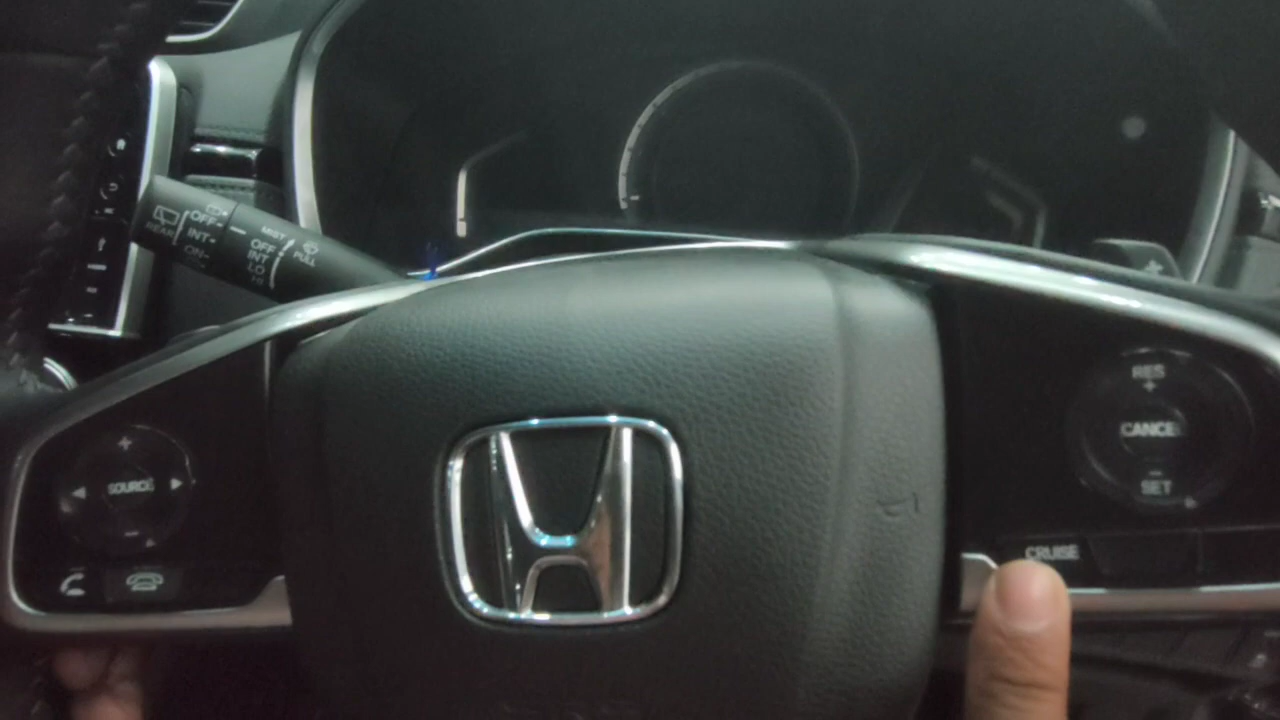 REAR
OFF
INT
ON
MIST
OFF
INT
LO
HI
PULL
SOURCE
+
−
RES
+
CANCEL
−
SET
CRUISE